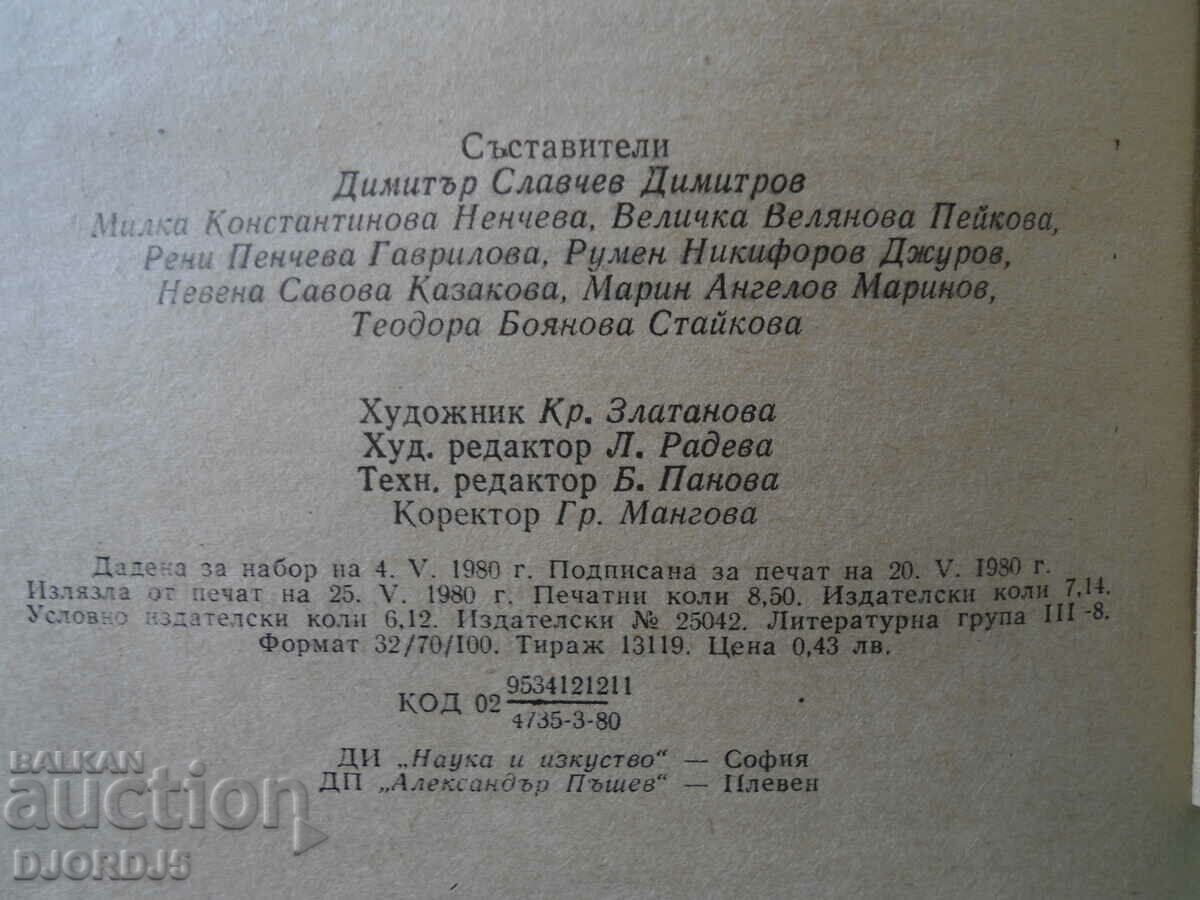 Съставители
Димитър Славчев Димитров
Милка Константинова Ненчева, Величка Велянова Пейкова,
Рени Пенчева Гаврилова, Румен Никифоров Джуров,
Невена Савова Казакова, Марин Ангелов Маринов,
Теодора Боянова Стайкова
Художник Кр. Златанова
Худ. редактор Л. Радева
Техн. редактор Б. Панова
Коректор Гр. Мангова
Дадена за набор на 4. V. 1980 г. Подписана за печат на 20. V. 1980 г.
Излязла от печат на 25. V. 1980 г. Печатни коли 8,50. Издателски коли 7,14.
Условно издателски коли 6,12. Издателски № 25042. Литературна група III-8.
Формат 32/70/100. Тираж 13119. Цена 0,43 лв.
КОД 02 9534121211
4735-3-80
ДИ „Наука и изкуство“ — София
ДП „Александър Пъшев“ — Плевен
BALKAN
auction
DJORDJ5